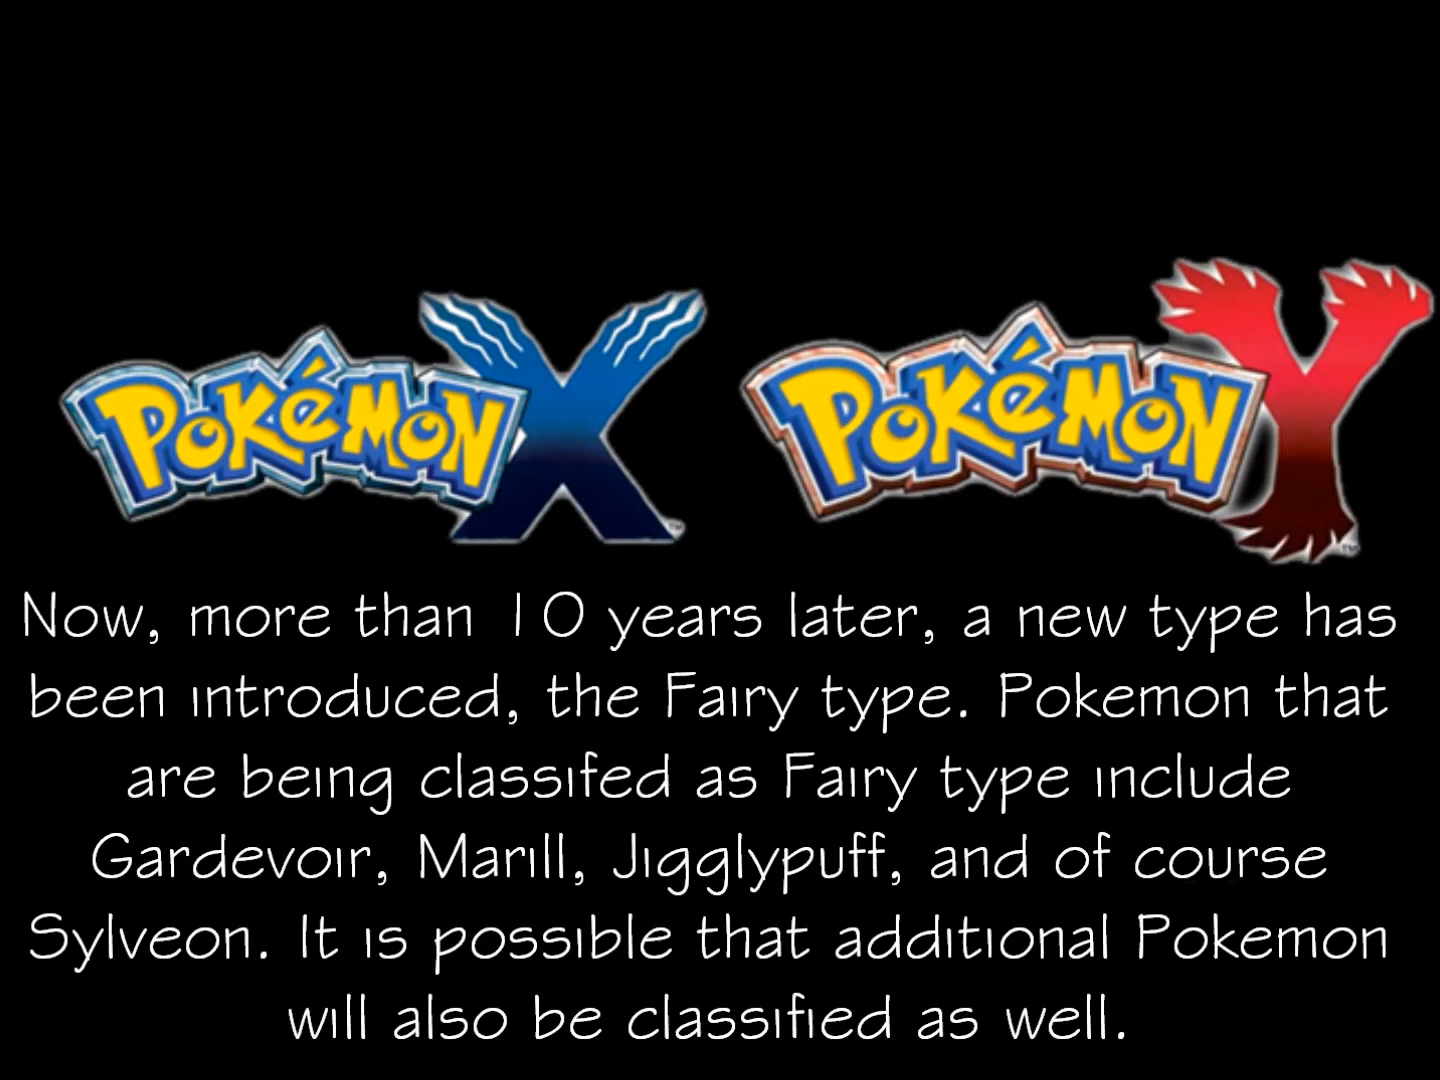 POKéMON X ™
POKéMON Y ™
Now, more than 10 years later, a new type has
been introduced, the Fairy type. Pokemon that
are being classifed as Fairy type include
Gardevoir, Marill, Jigglypuff, and of course
Sylveon. It is possible that additional Pokemon
will also be classified as well.